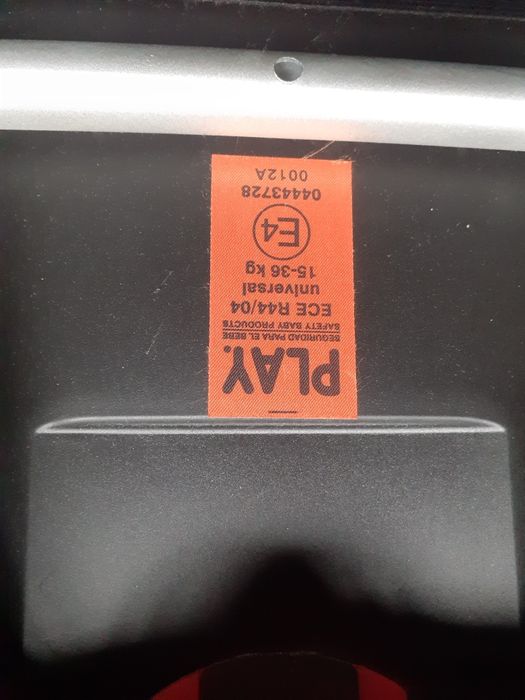 PLAY.
SEGURIDAD PARA EL BEBE
SAFETY BABY PRODUCTS
ECE R44/04
universal
15-36 kg
E4
04443728
0012A